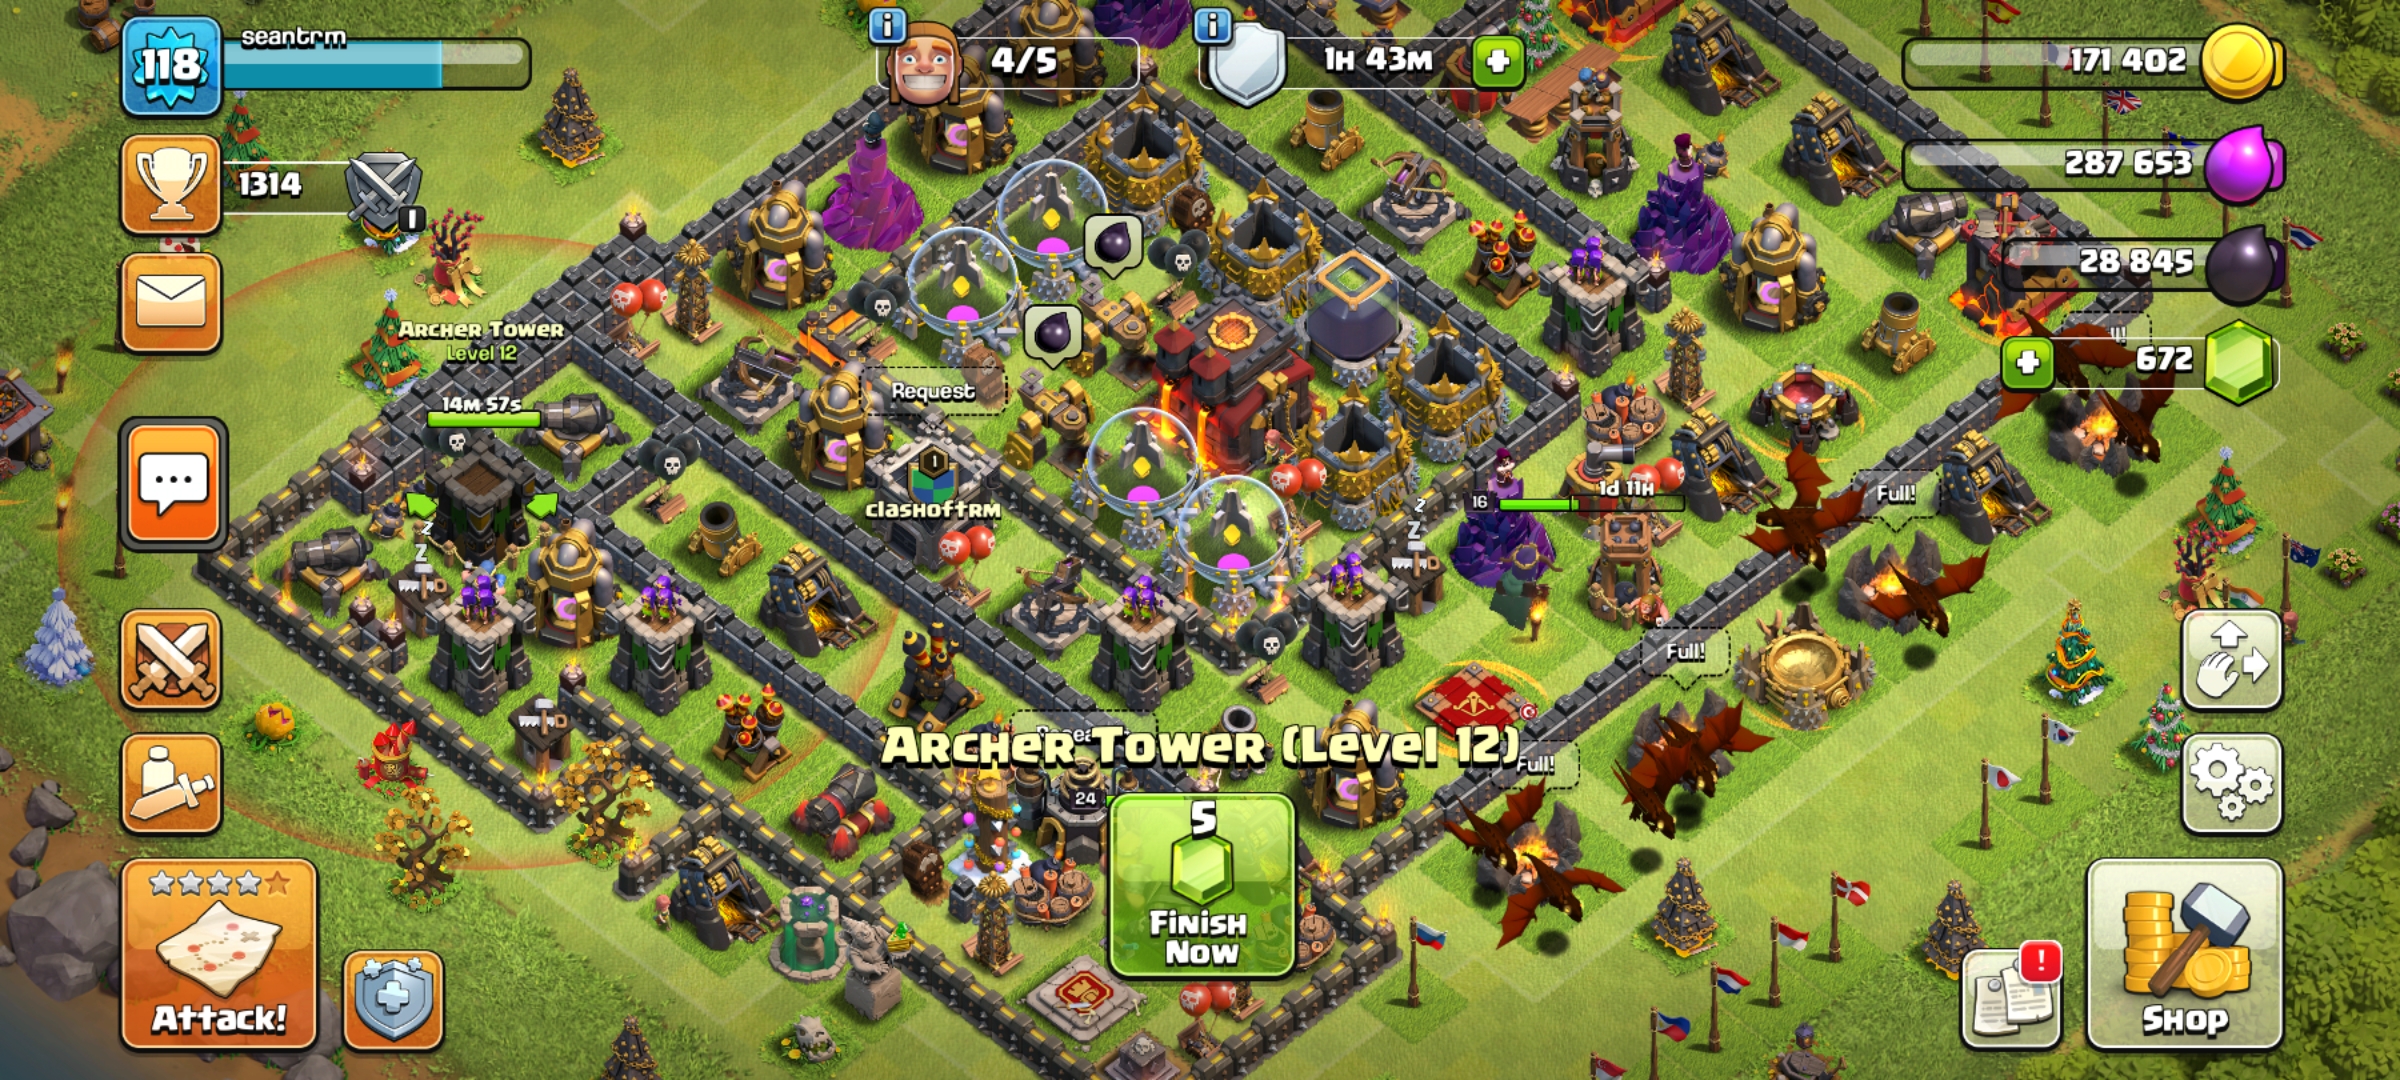 118
seantrm
4/5
1H 43M
171 402
1314
I
287 653
28 845
672
Archer Tower
Level 12
14M 57s
Request
1
clashoftrm
16
1d 11H
Full!
Full!
Archer Tower (Level 12)
Full!
24
5
Finish
Now
Attack!
!
Shop